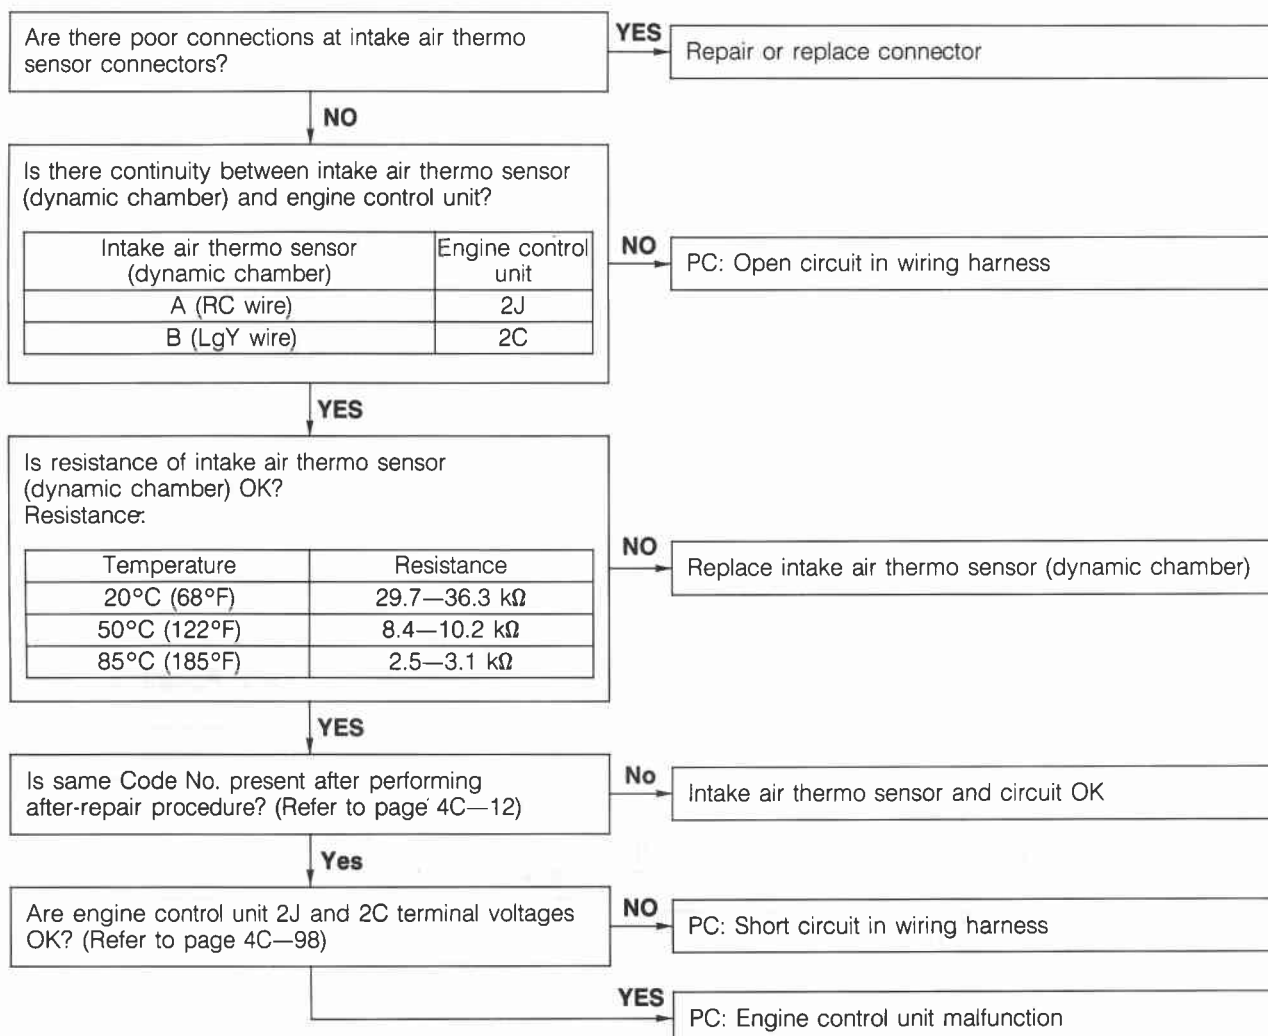 Are there poor connections at intake air thermo
sensor connectors?
YES
Repair or replace connector
NO
Is there continuity between intake air thermo sensor
(dynamic chamber) and engine control unit?
Intake air thermo sensor
(dynamic chamber)
Engine control
unit
A (RC wire)
2J
B (LgY wire)
2C
NO
PC: Open circuit in wiring harness
YES
Is resistance of intake air thermo sensor
(dynamic chamber) OK?
Resistance:
Temperature
Resistance
20°C (68°F)
29.7—36.3 kΩ
50°C (122°F)
8.4—10.2 kΩ
85°C (185°F)
2.5—3.1 kΩ
NO
Replace intake air thermo sensor (dynamic chamber)
YES
Is same Code No. present after performing
after-repair procedure? (Refer to page 4C—12)
No
Intake air thermo sensor and circuit OK
Yes
Are engine control unit 2J and 2C terminal voltages
OK? (Refer to page 4C—98)
NO
PC: Short circuit in wiring harness
YES
PC: Engine control unit malfunction